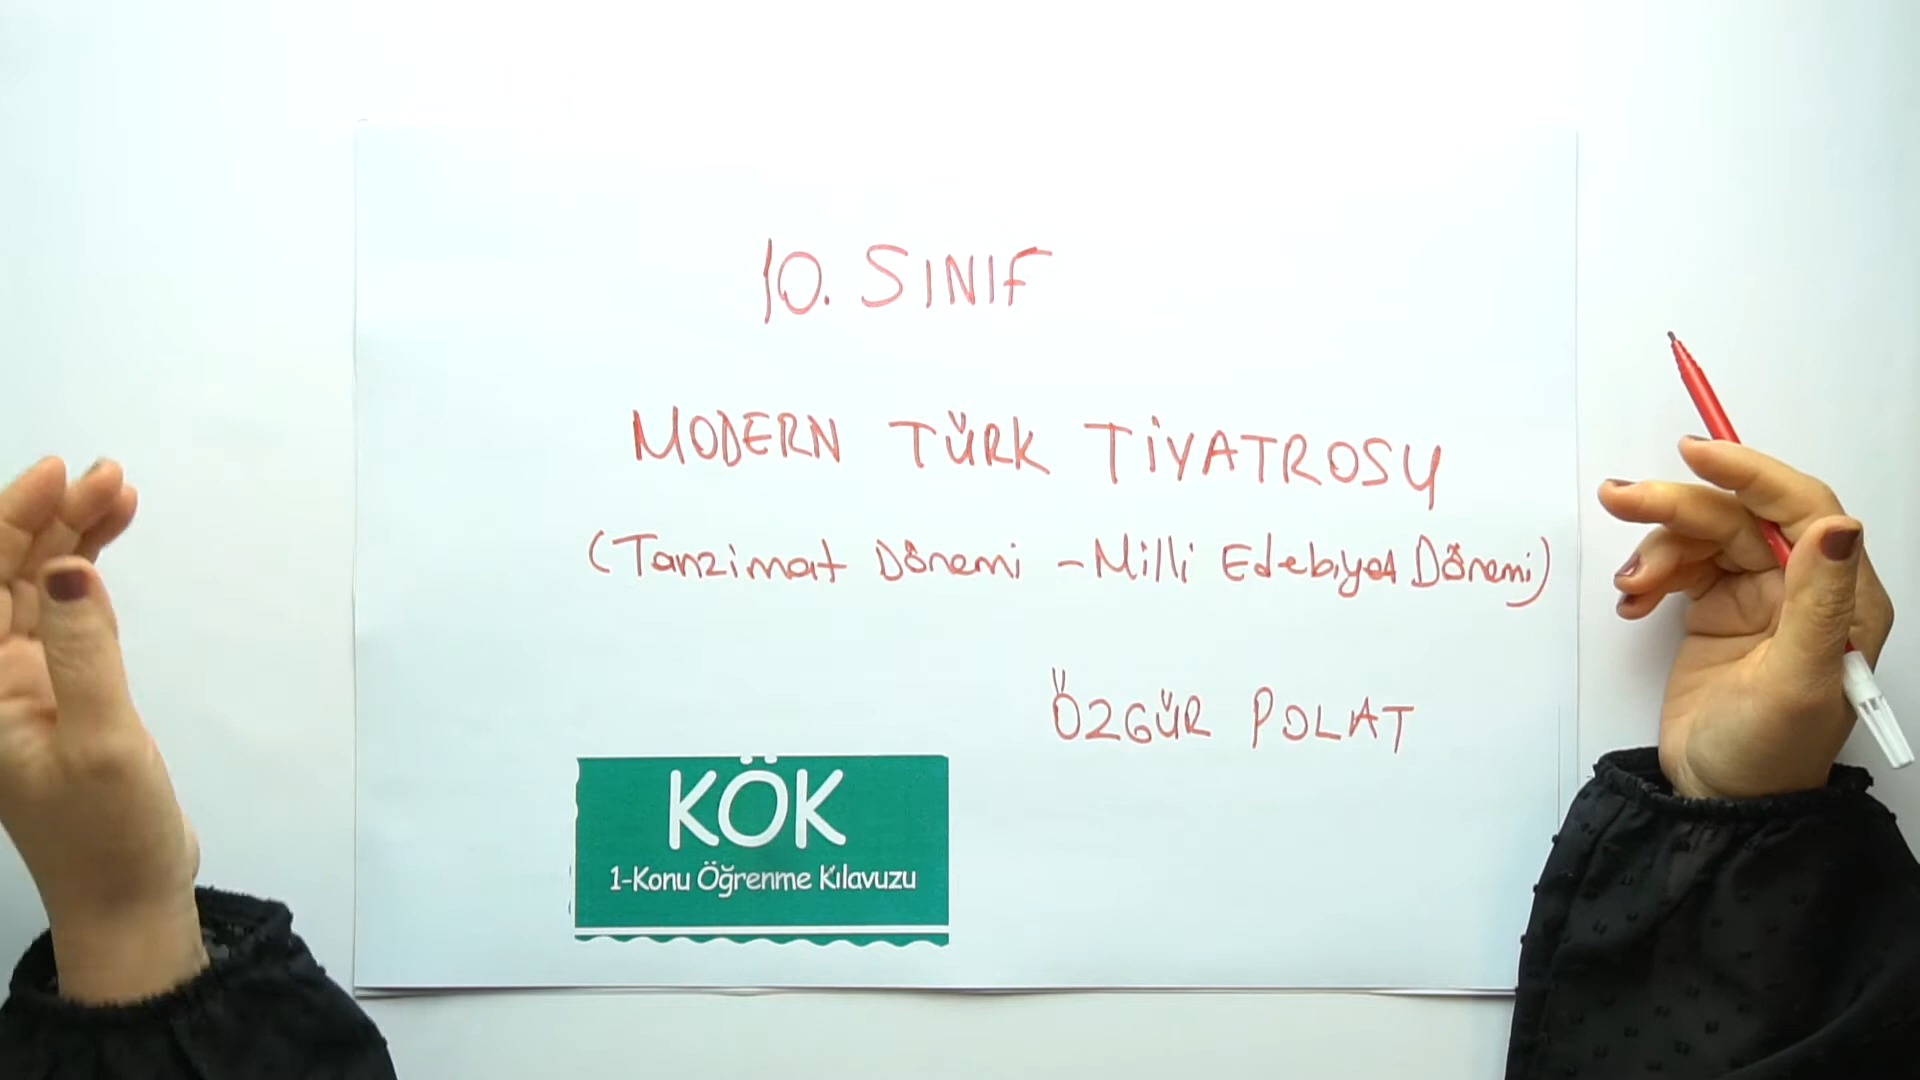 10. SINIF
MODERN TÜRK TİYATROSU
(Tanzimat Dönemi - Milli Edebiyat Dönemi)
ÖZGÜR POLAT
KÖK
1-Konu Öğrenme Kılavuzu